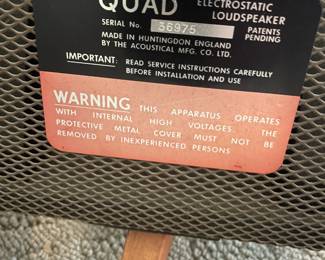 QUAD ELECTROSTATIC
LOUDSPEAKER
SERIAL No. 36975 PATENTS
PENDING
MADE IN HUNTINGDON ENGLAND
BY THE ACOUSTICAL MFG. CO. LTD.
IMPORTANT: READ SERVICE INSTRUCTIONS CAREFULLY
BEFORE INSTALLATION AND USE
WARNING THIS APPARATUS OPERATES
WITH INTERNAL HIGH VOLTAGES. THE
PROTECTIVE METAL COVER MUST NOT BE
REMOVED BY INEXPERIENCED PERSONS